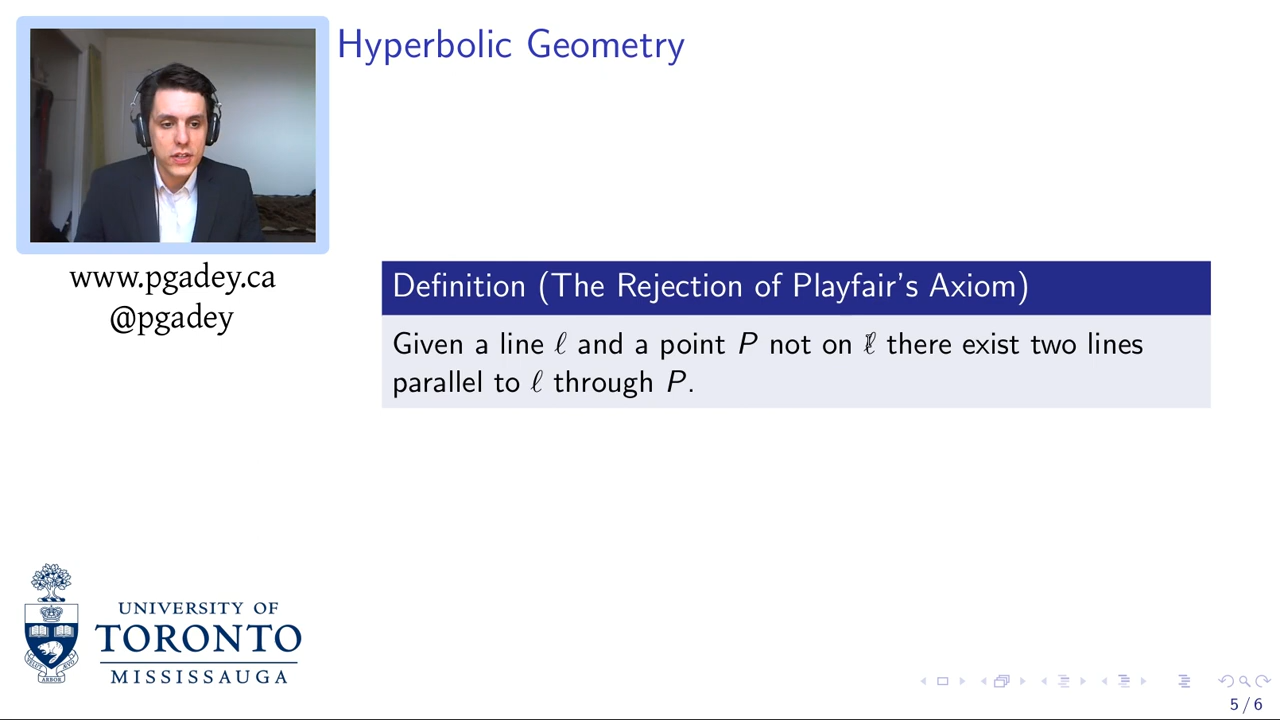 Hyperbolic Geometry
www.pgadey.ca
@pgadey
Definition (The Rejection of Playfair's Axiom)
Given a line ℓ and a point P not on ℓ there exist two lines
parallel to ℓ through P.
UNIVERSITY OF
TORONTO
MISSISSAUGA
5 / 6